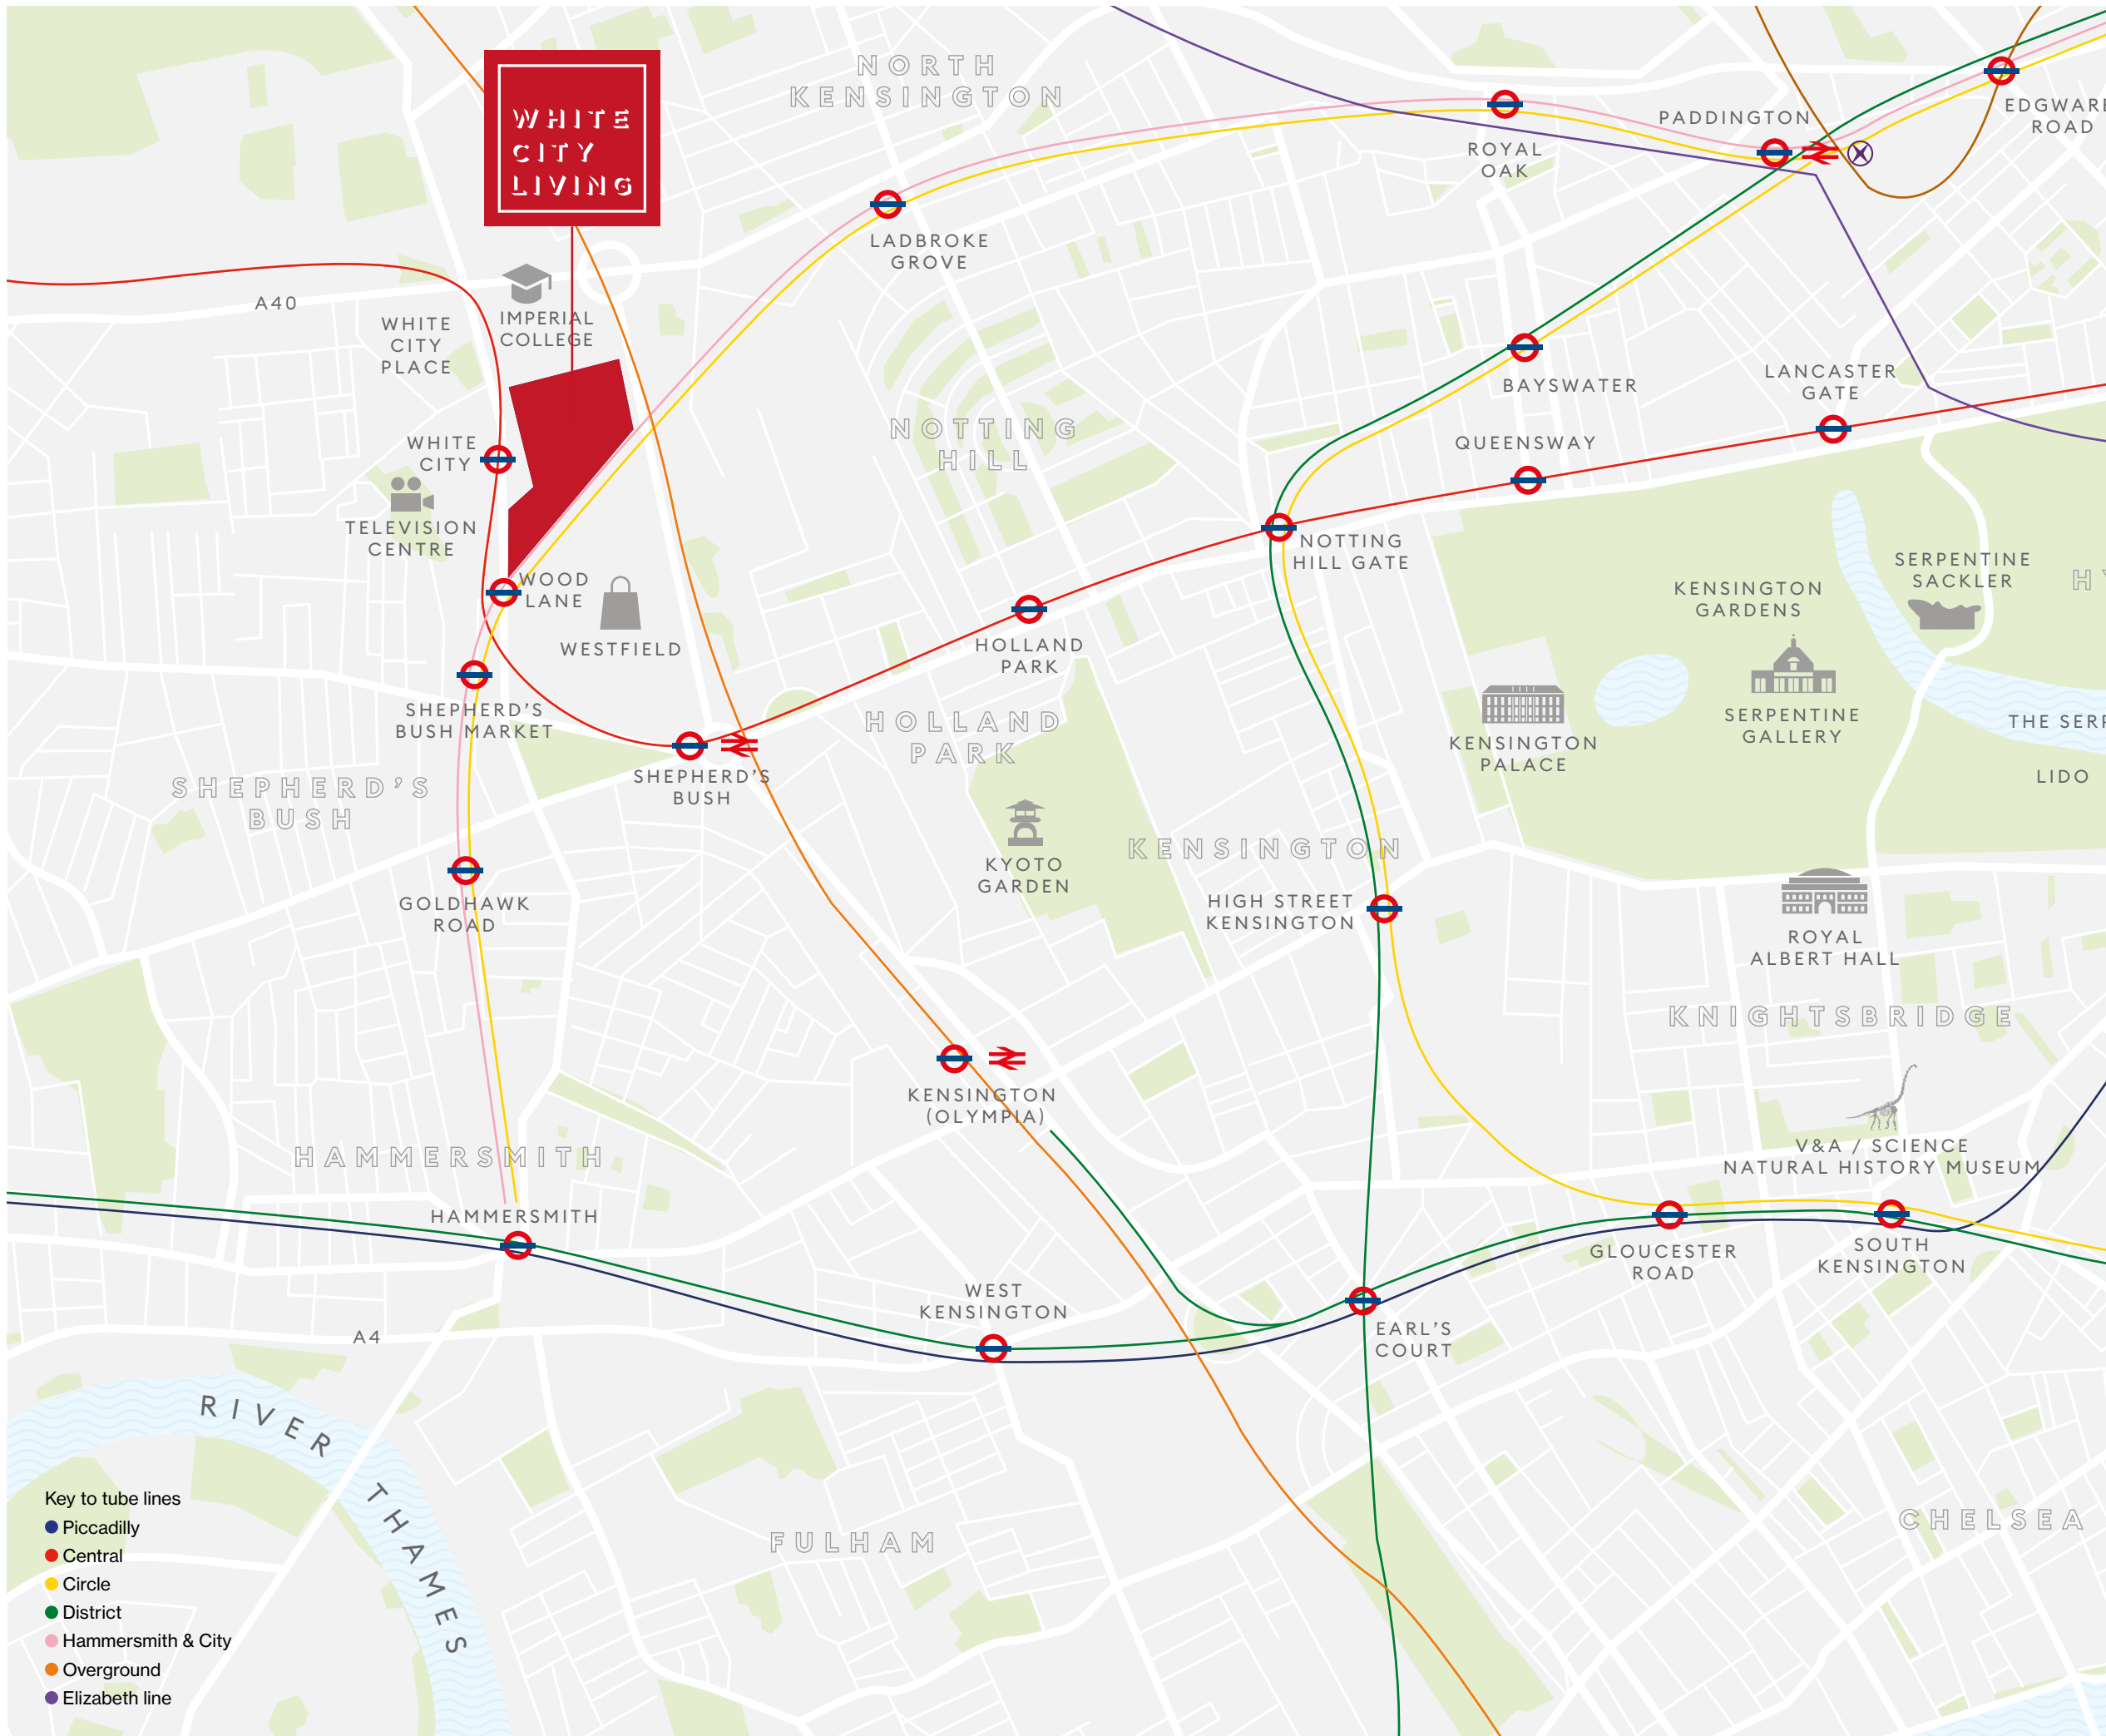 NORTH
KENSINGTON
WHITE
CITY
LIVING
PADDINGTON
EDGWARE
ROAD
ROYAL
OAK
LADBROKE
GROVE
A40
IMPERIAL
COLLEGE
WHITE
CITY
PLACE
BAYSWATER
LANCASTER
GATE
NOTTING
HILL
QUEENSWAY
WHITE
CITY
TELEVISION
CENTRE
NOTTING
HILL GATE
WOOD
LANE
SERPENTINE
SACKLER
HY
KENSINGTON
GARDENS
WESTFIELD
HOLLAND
PARK
SHEPHERD'S
BUSH MARKET
HOLLAND
PARK
KENSINGTON
PALACE
SERPENTINE
GALLERY
THE SERP
LIDO
SHEPHERD'S
BUSH
SHEPHERD'S
BUSH
KYOTO
GARDEN
KENSINGTON
GOLDHAWK
ROAD
HIGH STREET
KENSINGTON
ROYAL
ALBERT HALL
KNIGHTSBRIDGE
KENSINGTON
(OLYMPIA)
V&A / SCIENCE
NATURAL HISTORY MUSEUM
HAMMERSMITH
HAMMERSMITH
GLOUCESTER
ROAD
SOUTH
KENSINGTON
WEST
KENSINGTON
EARL'S
COURT
A4
RIVER THAMES
FULHAM
CHELSEA
Key to tube lines
Piccadilly
Central
Circle
District
Hammersmith & City
Overground
Elizabeth line